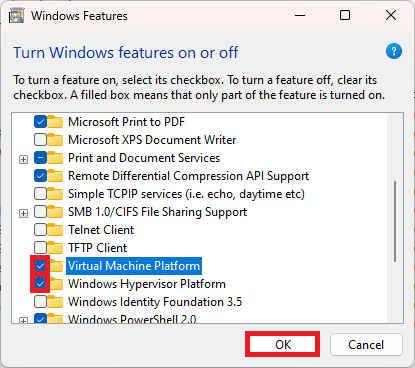 Windows Features
Turn Windows features on or off
To turn a feature on, select its checkbox. To turn a feature off, clear its
checkbox. A filled box means that only part of the feature is turned on.
Microsoft Print to PDF
Microsoft XPS Document Writer
Print and Document Services
Remote Differential Compression API Support
Simple TCPIP services (i.e. echo, daytime etc)
SMB 1.0/CIFS File Sharing Support
Telnet Client
TFTP Client
Virtual Machine Platform
Windows Hypervisor Platform
Windows Identity Foundation 3.5
Windows PowerShell 2.0
OK
Cancel